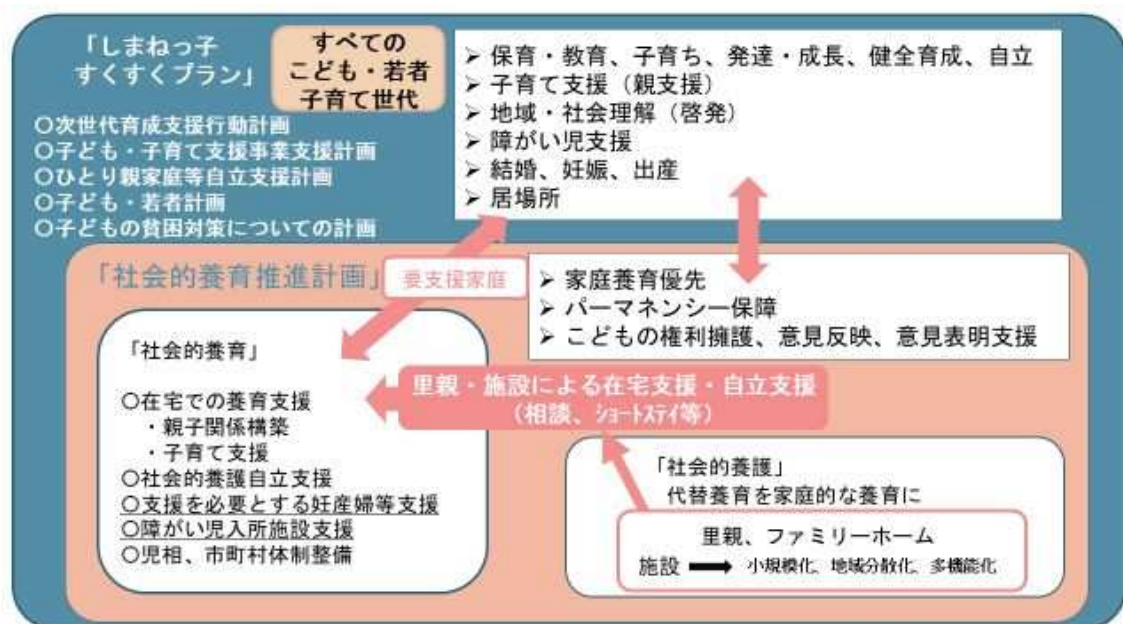 「しまねっ子
すくすくプラン」
すべての
こども・若者
子育て世代
〇次世代育成支援行動計画
〇子ども・子育て支援事業支援計画
〇ひとり親家庭等自立支援計画
〇子ども・若者計画
〇子どもの貧困対策についての計画
➢ 保育・教育、子育ち、発達・成長、健全育成、自立
➢ 子育て支援（親支援）
➢ 地域・社会理解（啓発）
➢ 障がい児支援
➢ 結婚、妊娠、出産
➢ 居場所
「社会的養育推進計画」
要支援家庭
➢ 家庭養育優先
➢ パーマネンシー保障
➢ こどもの権利擁護、意見反映、意見表明支援
「社会的養育」
〇在宅での養育支援
・親子関係構築
・子育て支援
〇社会的養護自立支援
〇支援を必要とする妊産婦等支援
〇障がい児入所施設支援
〇児相、市町村体制整備
里親・施設による在宅支援・自立支援
（相談、ｼｮｰﾄｽﾃｲ等）
「社会的養護」
代替養育を家庭的な養育に
里親、ファミリーホーム
施設 ➡ 小規模化、地域分散化、多機能化